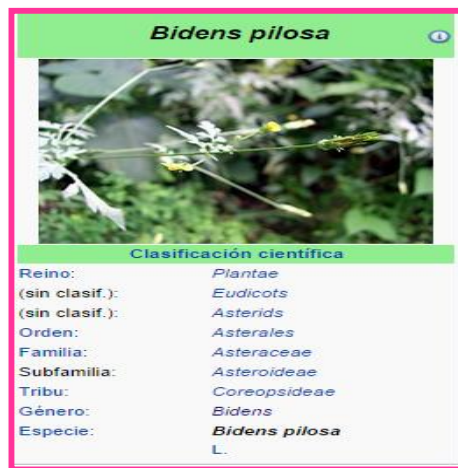 Bidens pilosa
Clasificación científica
Reino: Plantae
(sin clasif.): Eudicots
(sin clasif.): Asterids
Orden: Asterales
Familia: Asteraceae
Subfamilia: Asteroideae
Tribu: Coreopsideae
Género: Bidens
Especie: Bidens pilosa
L.